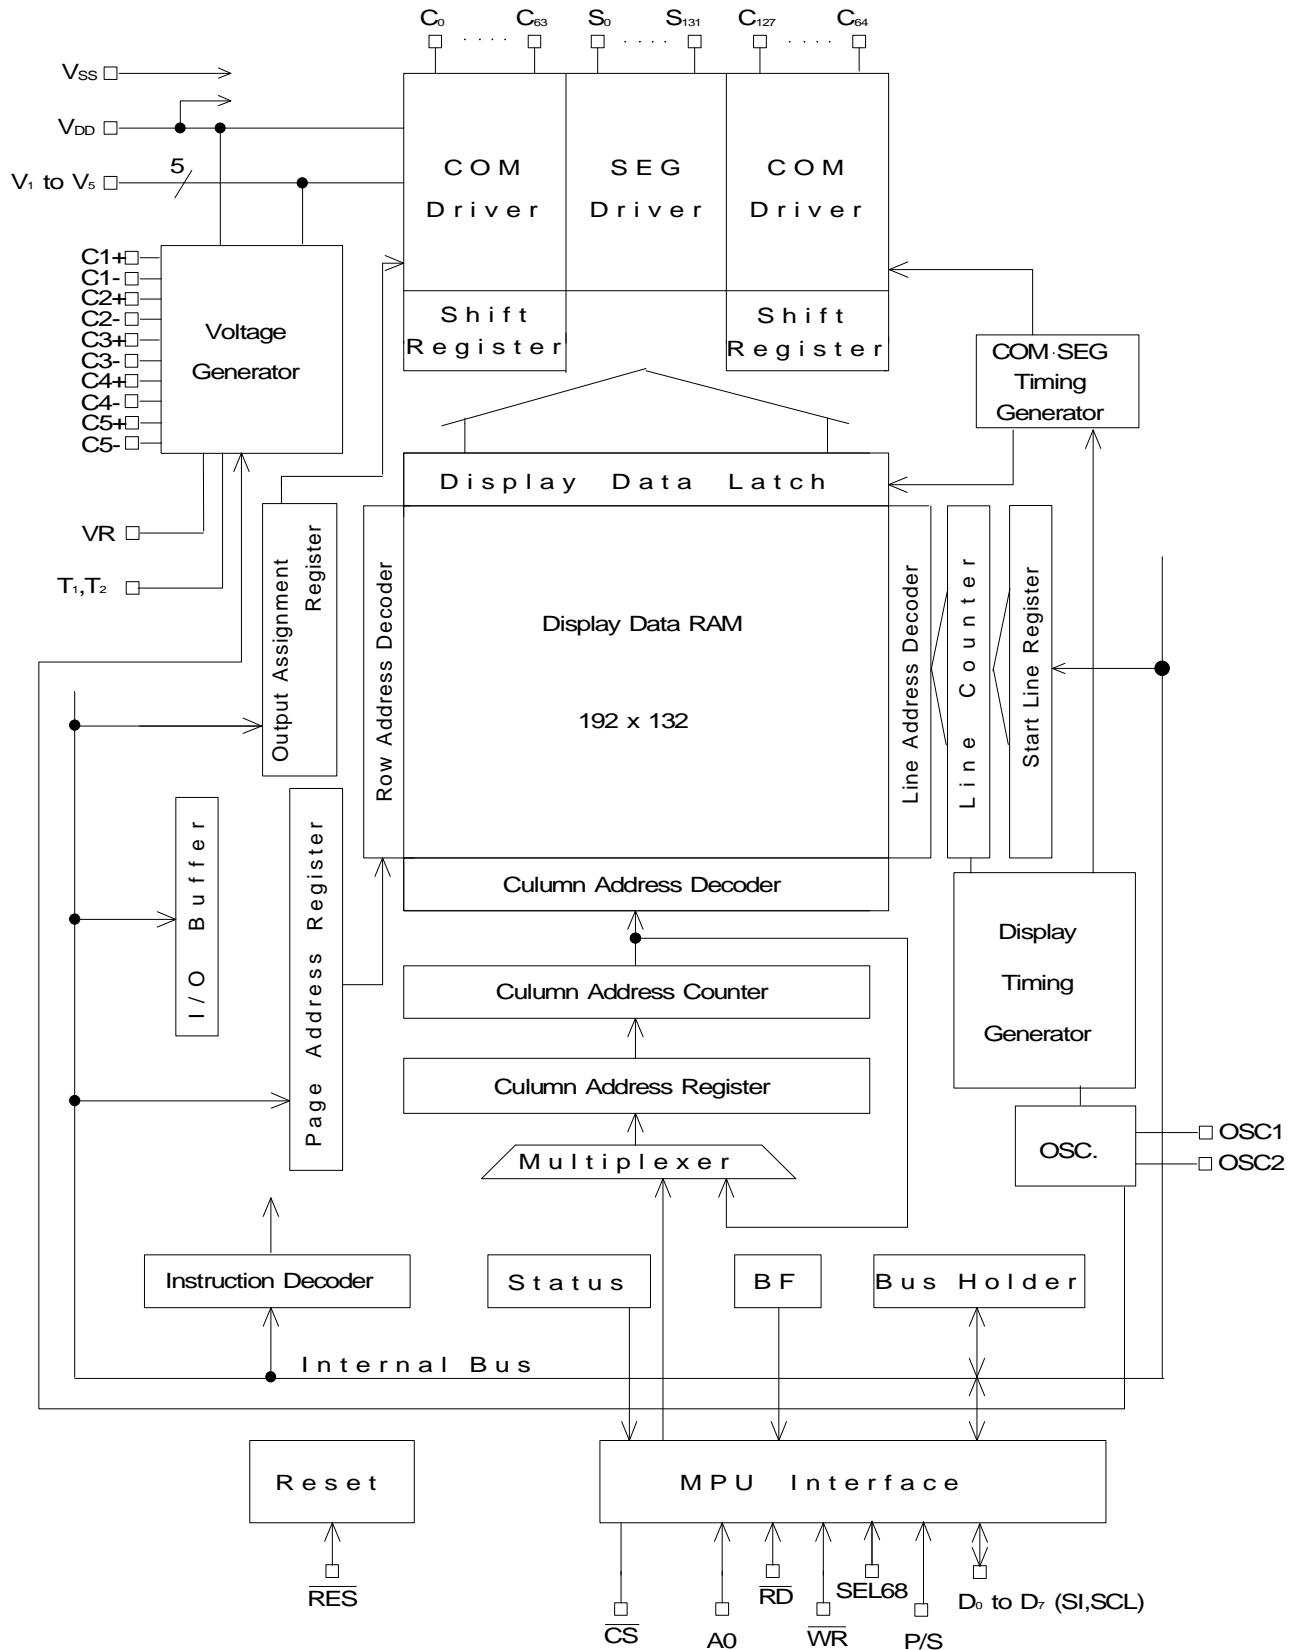 C₀ ···· C₆₃ S₀ ···· S₁₃₁ C₁₂₇ ···· C₆₄
VSS
VDD
V₁ to V₅
5
COM
Driver
SEG
Driver
COM
Driver
C1+
C1-
C2+
C2-
C3+
C3-
C4+
C4-
C5+
C5-
Voltage
Generator
Shift
Register
Shift
Register
COM·SEG
Timing
Generator
Display Data Latch
VR
T₁,T₂
Output Assignment
Register
Row Address Decoder
Display Data RAM
192 x 132
Line Address Decoder
Line Counter
Start Line Register
I/O Buffer
Page Address Register
Culumn Address Decoder
Culumn Address Counter
Culumn Address Register
Multiplexer
Display
Timing
Generator
OSC.
OSC1
OSC2
Instruction Decoder
Status
BF
Bus Holder
Internal Bus
Reset
MPU Interface
RES
CS
A0
RD
WR
SEL68
P/S
D₀ to D₇ (SI,SCL)